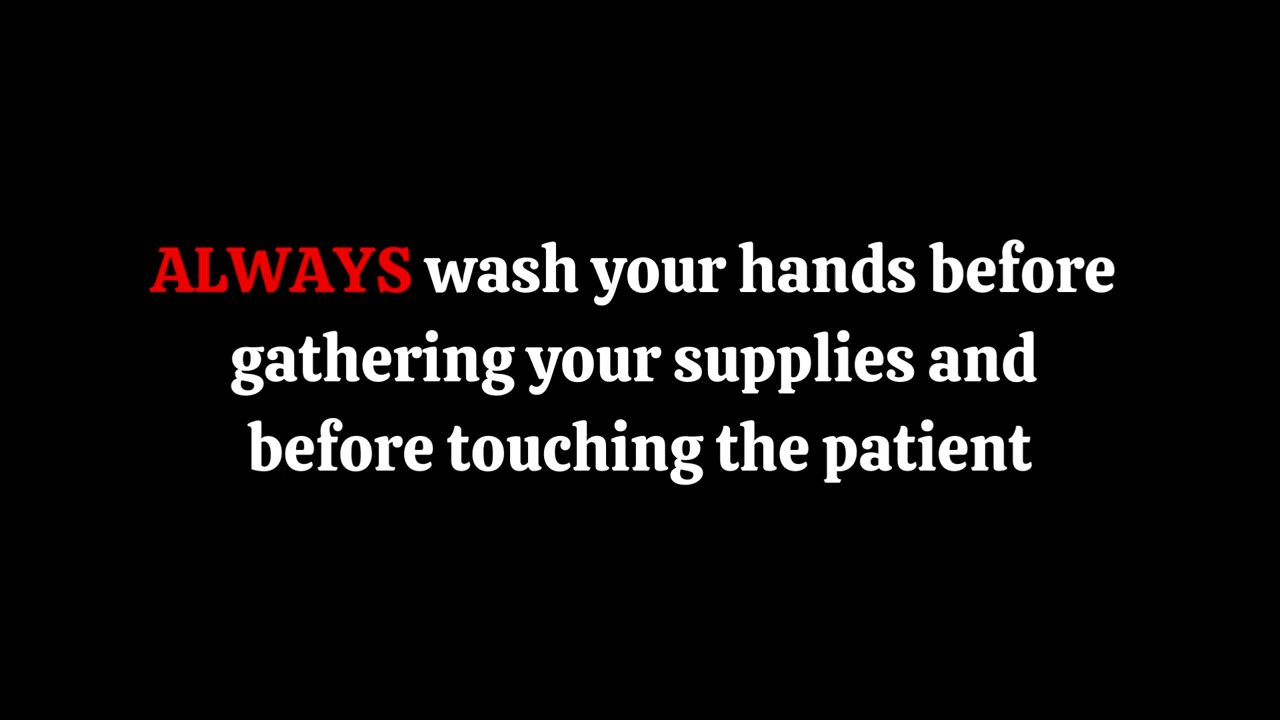 ALWAYS wash your hands before
gathering your supplies and
before touching the patient